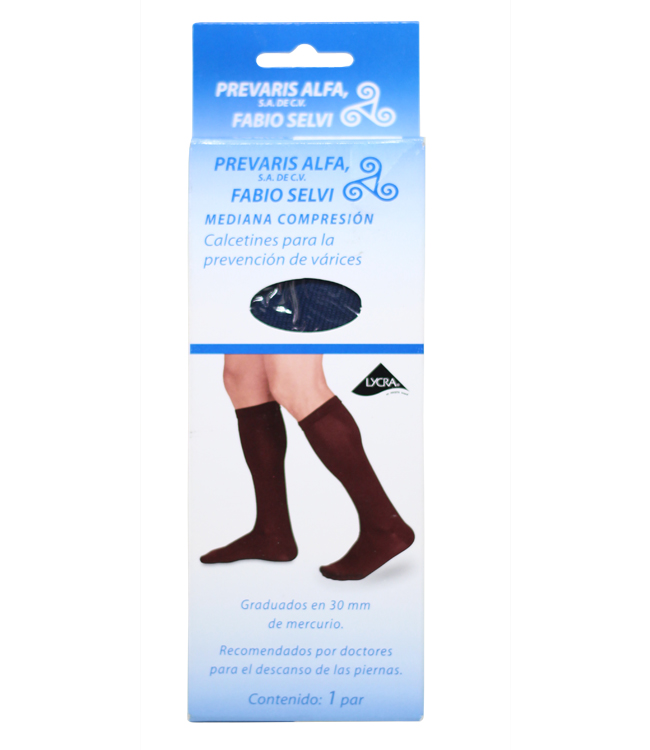 PREVARIS ALFA,
S.A. DE C.V.
FABIO SELVI
PREVARIS ALFA,
S.A. DE C.V.
FABIO SELVI
MEDIANA COMPRESIÓN
Calcetines para la
prevención de várices
LYCRA
Graduados en 30 mm
de mercurio.
Recomendados por doctores
para el descanso de las piernas.
Contenido: 1 par